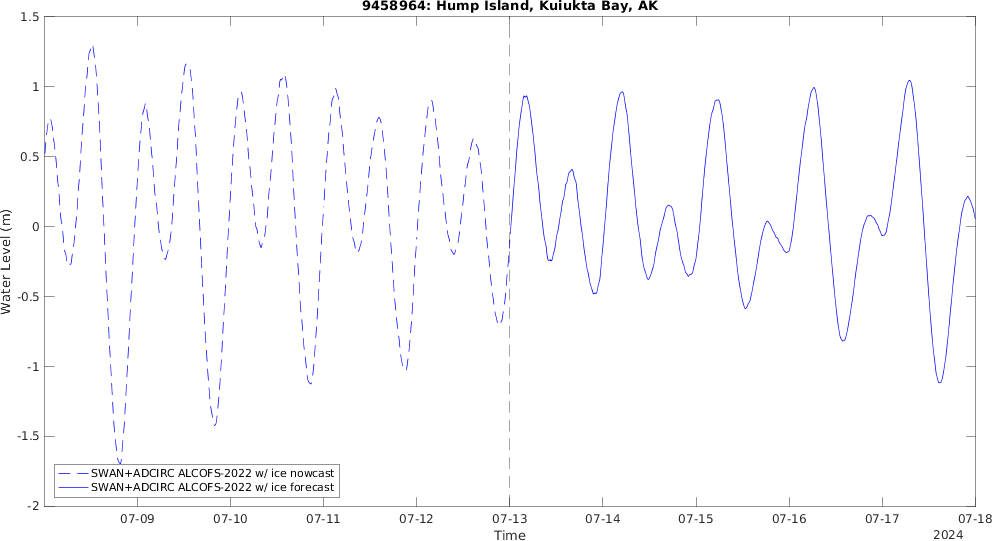 9458964: Hump Island, Kuiukta Bay, AK
1.5
1
0.5
0
-0.5
-1
-1.5
-2
Water Level (m)
SWAN+ADCIRC ALCOFS-2022 w/ ice nowcast
SWAN+ADCIRC ALCOFS-2022 w/ ice forecast
07-09 07-10 07-11 07-12 07-13 07-14 07-15 07-16 07-17 07-18
Time
2024